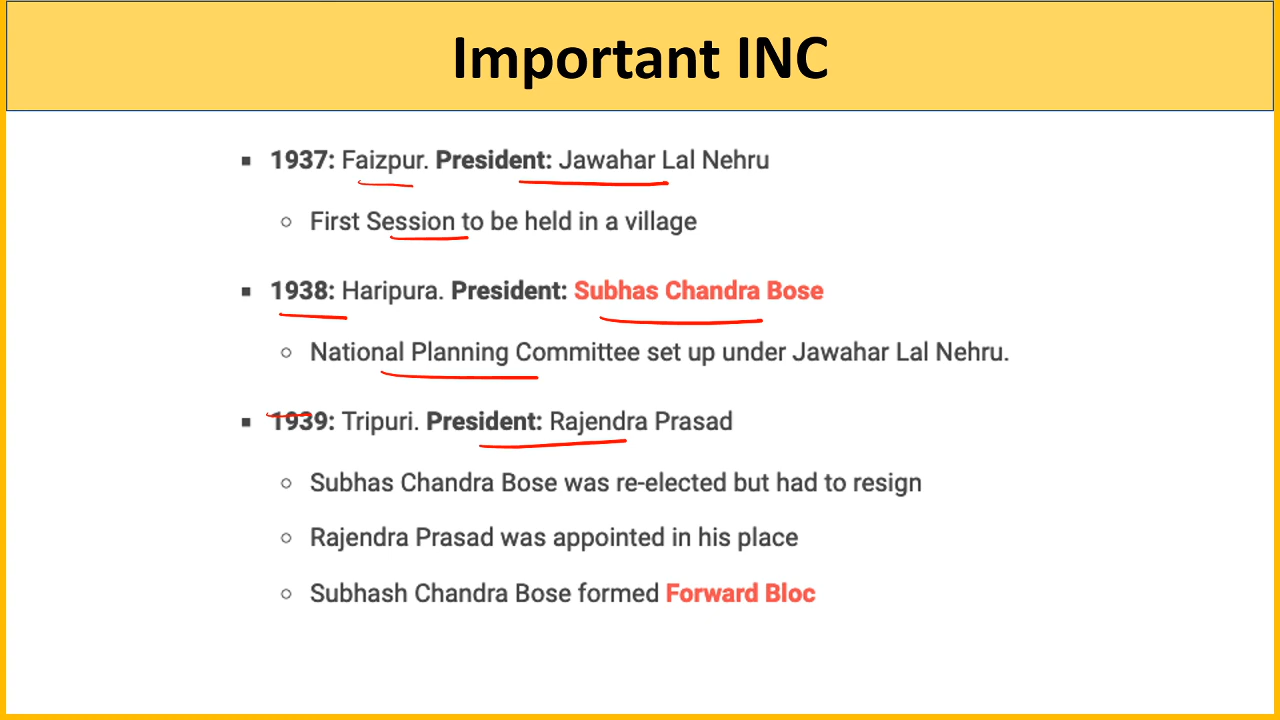 Important INC
1937: Faizpur. President: Jawahar Lal Nehru
First Session to be held in a village
1938: Haripura. President: Subhas Chandra Bose
National Planning Committee set up under Jawahar Lal Nehru.
1939: Tripuri. President: Rajendra Prasad
Subhas Chandra Bose was re-elected but had to resign
Rajendra Prasad was appointed in his place
Subhash Chandra Bose formed Forward Bloc